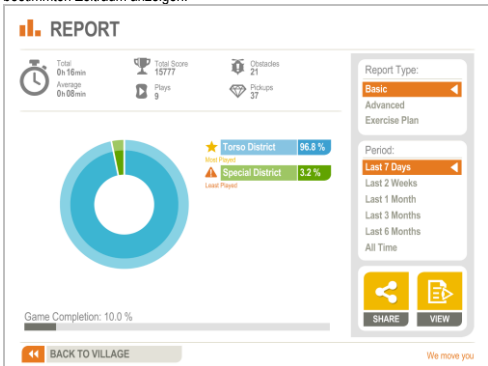 bestimmten Zeitraum anzeigen.
REPORT
Total
0h 16min
Average
0h 08min
Total Score
15777
Plays
9
Obstacles
21
Pickups
37
Torso District 96.8 %
Most Played
Special District 3.2 %
Least Played
Game Completion: 10.0 %
Report Type:
Basic
Advanced
Exercise Plan
Period:
Last 7 Days
Last 2 Weeks
Last 1 Month
Last 3 Months
Last 6 Months
All Time
SHARE
VIEW
BACK TO VILLAGE
We move you